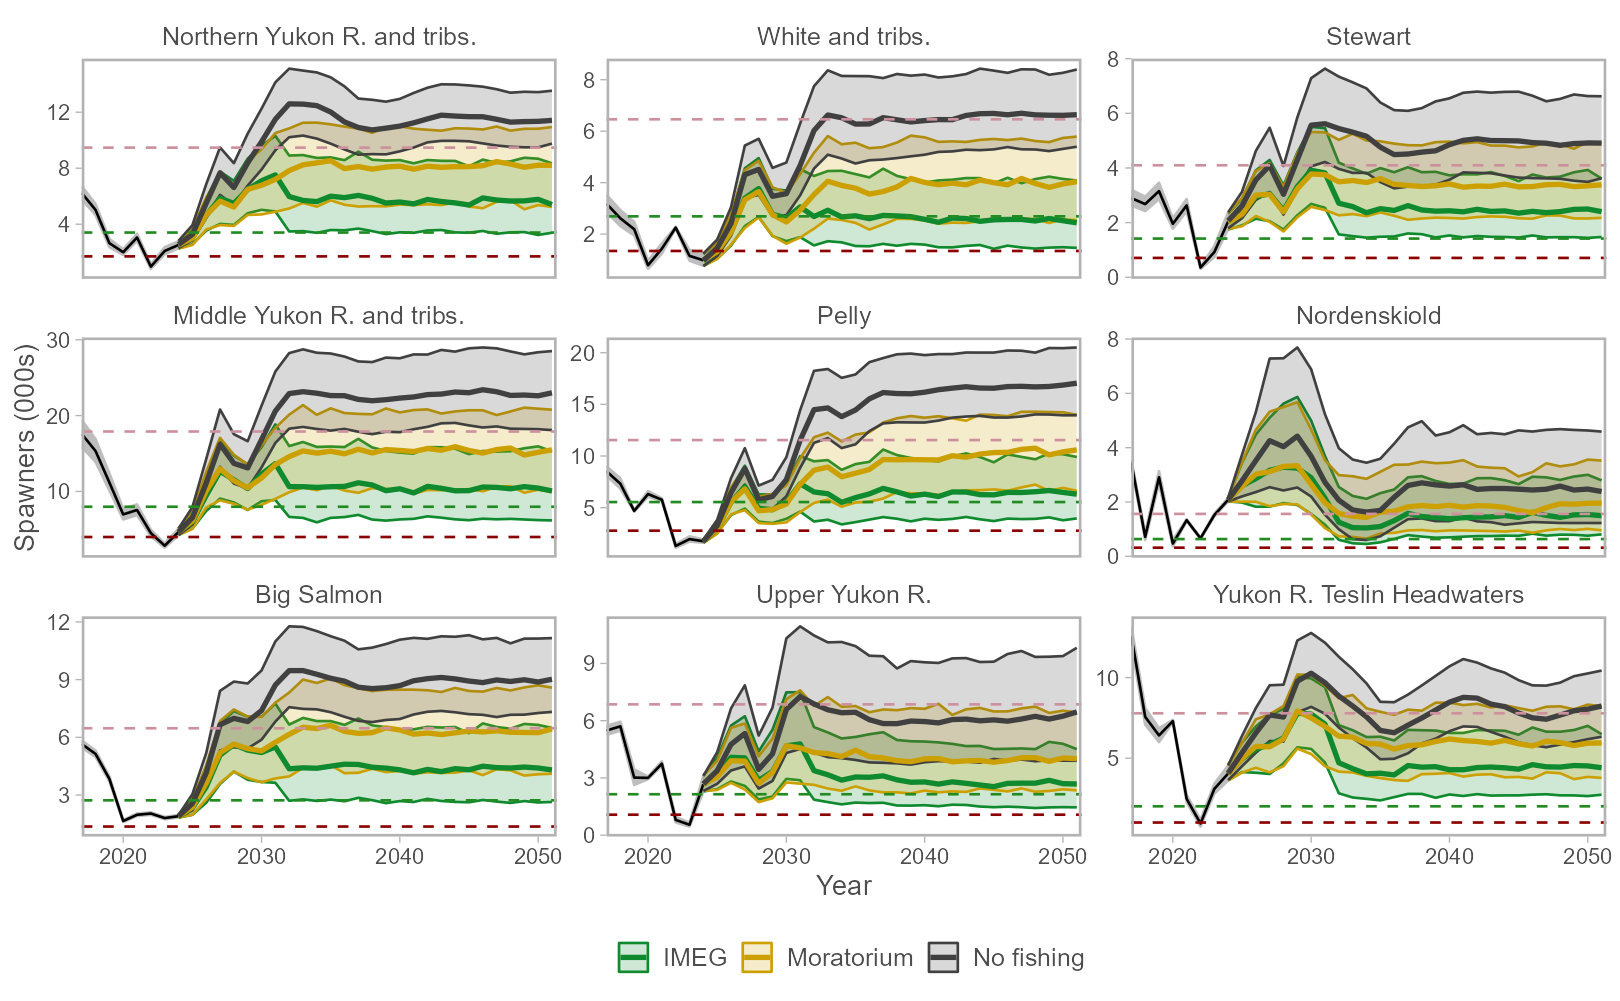 Northern Yukon R. and tribs.
White and tribs.
Stewart
12
8
4
8
6
4
2
8
6
4
2
0
Middle Yukon R. and tribs.
Pelly
Nordenskiold
30
20
10
20
15
10
5
8
6
4
2
0
Spawners (000s)
Big Salmon
Upper Yukon R.
Yukon R. Teslin Headwaters
12
9
6
3
9
6
3
0
10
5
2020 2030 2040 2050
2020 2030 2040 2050
2020 2030 2040 2050
Year
IMEG Moratorium No fishing